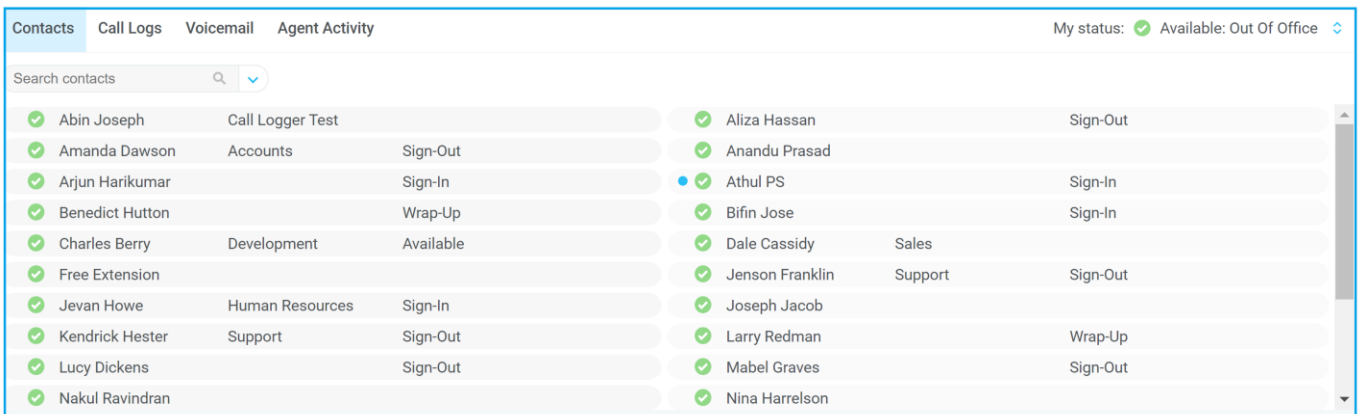 Contacts Call Logs Voicemail Agent Activity My status: Available: Out Of Office
Search contacts
Abin Joseph Call Logger Test Aliza Hassan Sign-Out
Amanda Dawson Accounts Sign-Out Anandu Prasad
Arjun Harikumar Sign-In Athul PS Sign-In
Benedict Hutton Wrap-Up Bifin Jose Sign-In
Charles Berry Development Available Dale Cassidy Sales
Free Extension Jenson Franklin Support Sign-Out
Jevan Howe Human Resources Sign-In Joseph Jacob
Kendrick Hester Support Sign-Out Larry Redman Wrap-Up
Lucy Dickens Sign-Out Mabel Graves Sign-Out
Nakul Ravindran Nina Harrelson